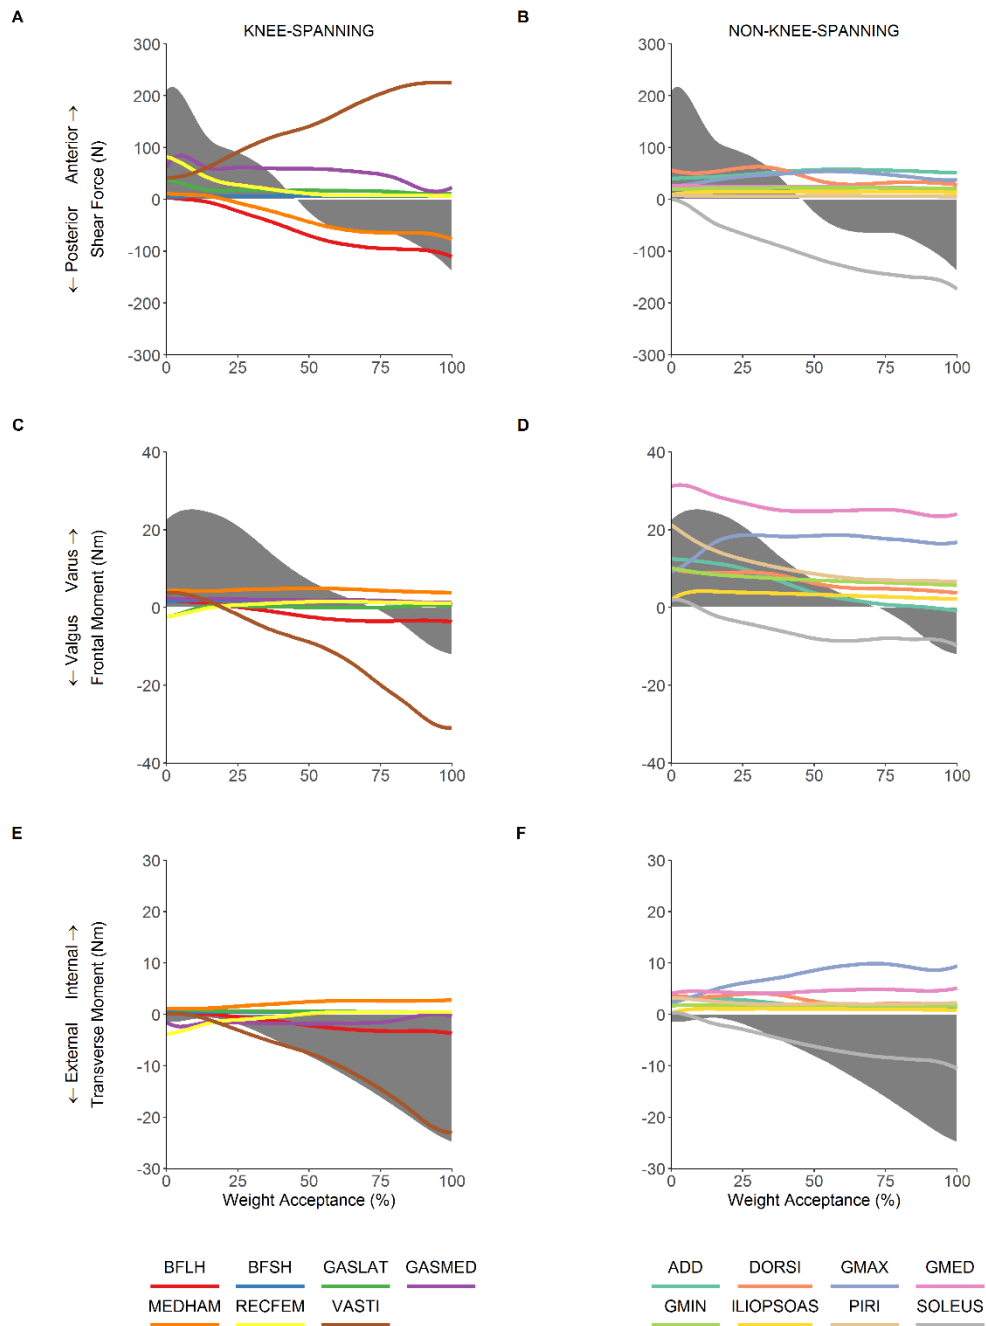 A
B
KNEE-SPANNING
NON-KNEE-SPANNING
← Posterior Anterior →
Shear Force (N)
300
200
100
0
-100
-200
-300
0 25 50 75 100
300
200
100
0
-100
-200
-300
0 25 50 75 100
C
D
← Valgus Varus →
Frontal Moment (Nm)
40
20
0
-20
-40
0 25 50 75 100
40
20
0
-20
-40
0 25 50 75 100
E
F
← External Internal →
Transverse Moment (Nm)
30
20
10
0
-10
-20
-30
0 25 50 75 100
Weight Acceptance (%)
30
20
10
0
-10
-20
-30
0 25 50 75 100
Weight Acceptance (%)
BFLH BFSH GASLAT GASMED
MEDHAM RECFEM VASTI
ADD DORSI GMAX GMED
GMIN ILIOPSOAS PIRI SOLEUS